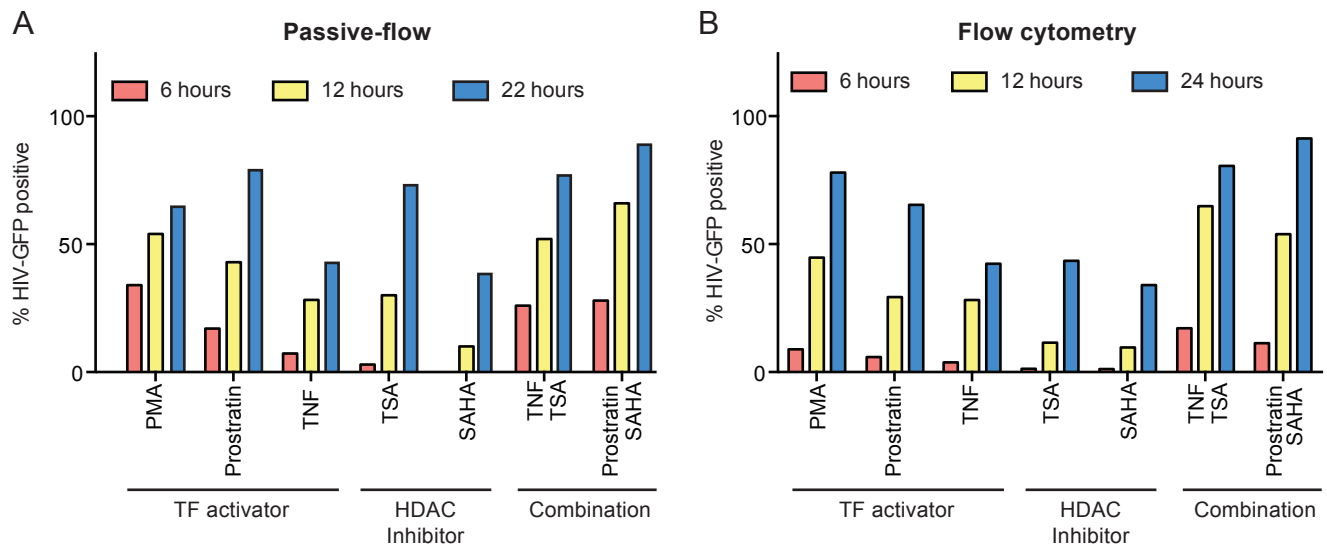 A
Passive-flow
6 hours
12 hours
22 hours
% HIV-GFP positive
100
50
0
PMA
Prostratin
TNF
TSA
SAHA
TNF
TSA
Prostratin
SAHA
TF activator
HDAC
Inhibitor
Combination
B
Flow cytometry
6 hours
12 hours
24 hours
% HIV-GFP positive
100
50
0
PMA
Prostratin
TNF
TSA
SAHA
TNF
TSA
Prostratin
SAHA
TF activator
HDAC
Inhibitor
Combination